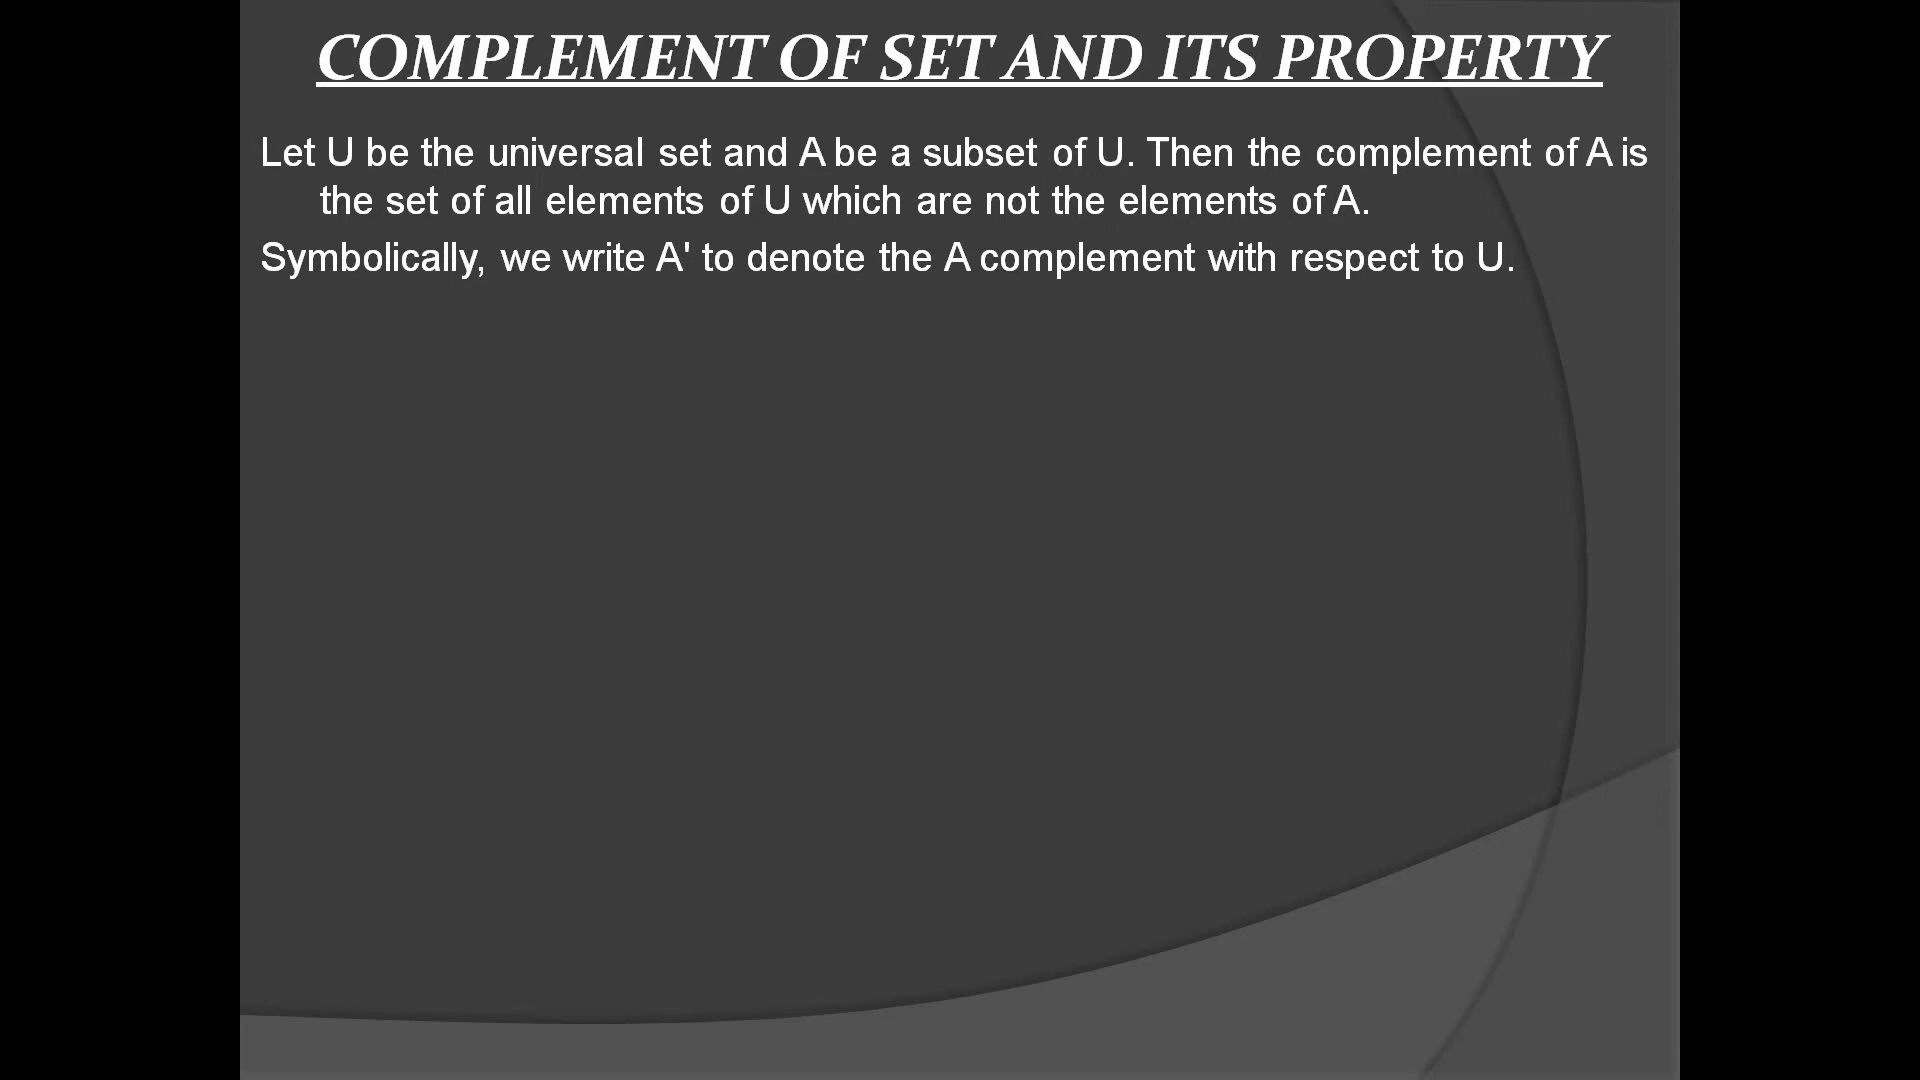 COMPLEMENT OF SET AND ITS PROPERTY
Let U be the universal set and A be a subset of U. Then the complement of A is
the set of all elements of U which are not the elements of A.
Symbolically, we write A' to denote the A complement with respect to U.